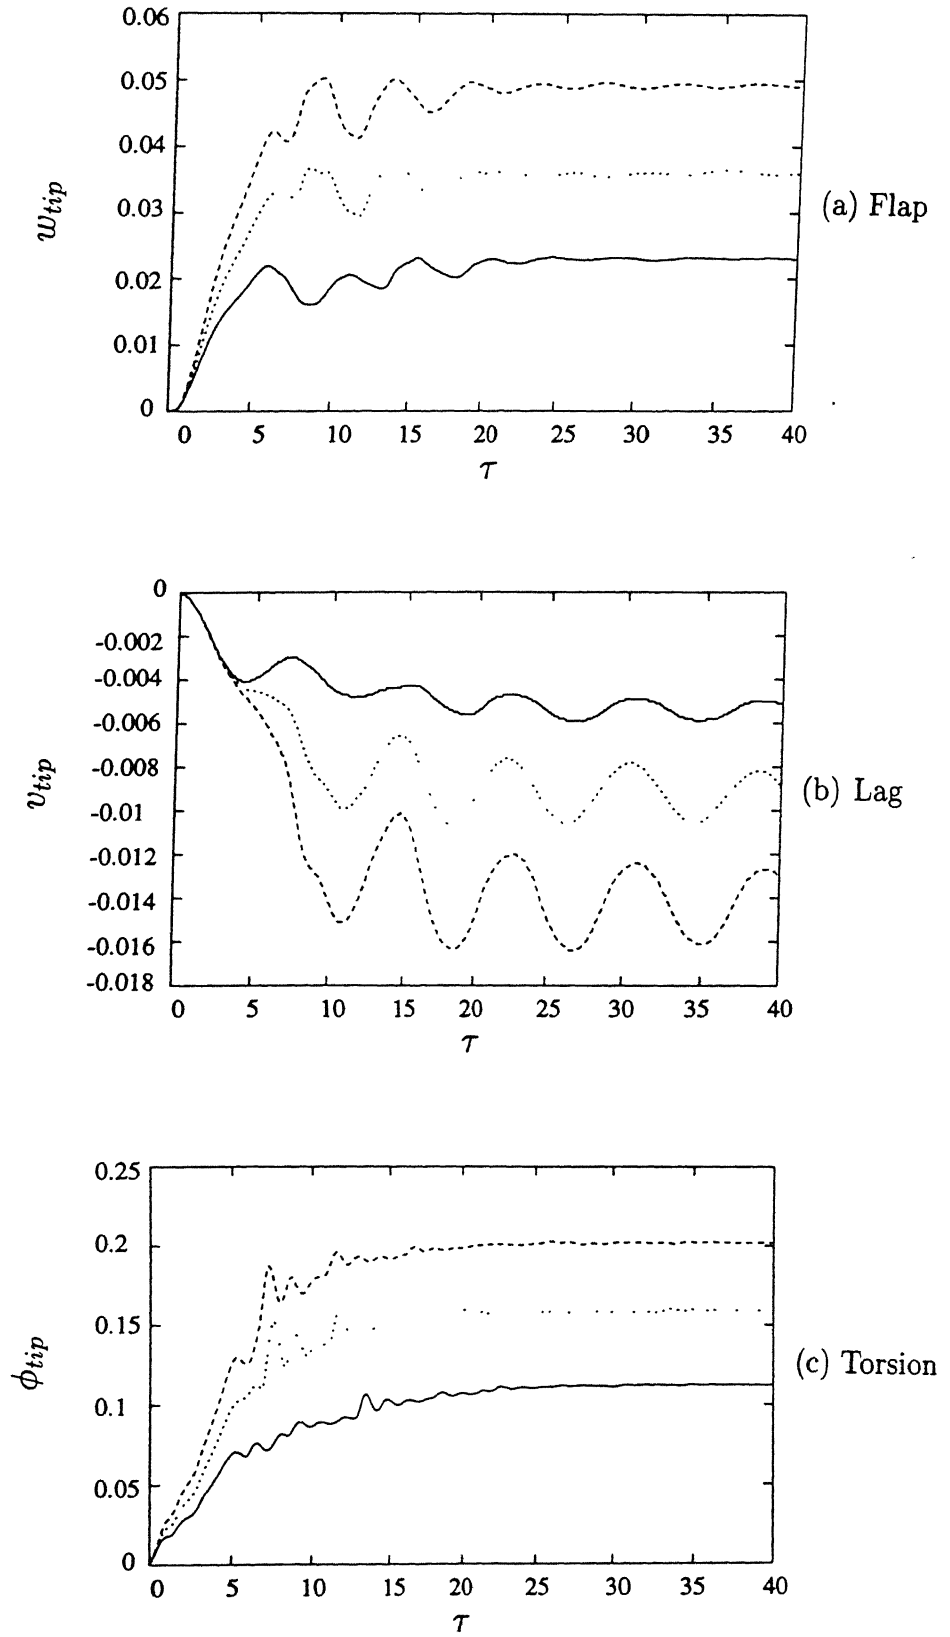 0.06
0.05
0.04
0.03
0.02
0.01
0
w_tip
(a) Flap
0 5 10 15 20 25 30 35 40
τ
0
-0.002
-0.004
-0.006
-0.008
-0.01
-0.012
-0.014
-0.016
-0.018
v_tip
(b) Lag
0 5 10 15 20 25 30 35 40
τ
0.25
0.2
0.15
0.1
0.05
0
ϕ_tip
(c) Torsion
0 5 10 15 20 25 30 35 40
τ